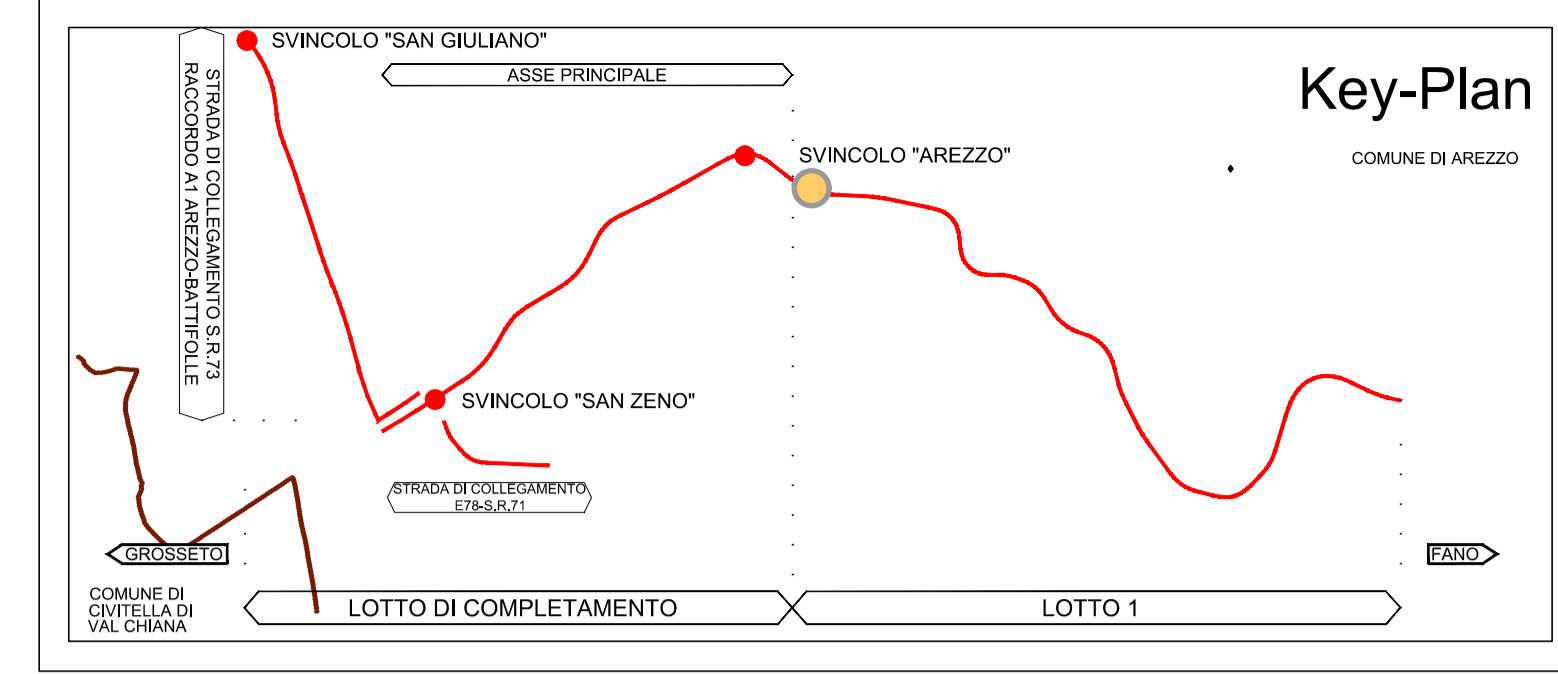 SVINCOLO "SAN GIULIANO"
ASSE PRINCIPALE
Key-Plan
STRADA DI COLLEGAMENTO S.R.73
RACCORDO A1 AREZZO-BATTIFOLLE
SVINCOLO "AREZZO"
COMUNE DI AREZZO
SVINCOLO "SAN ZENO"
STRADA DI COLLEGAMENTO
E78-S.R.71
GROSSETO
FANO
COMUNE DI
CIVITELLA DI
VAL CHIANA
LOTTO DI COMPLETAMENTO
LOTTO 1